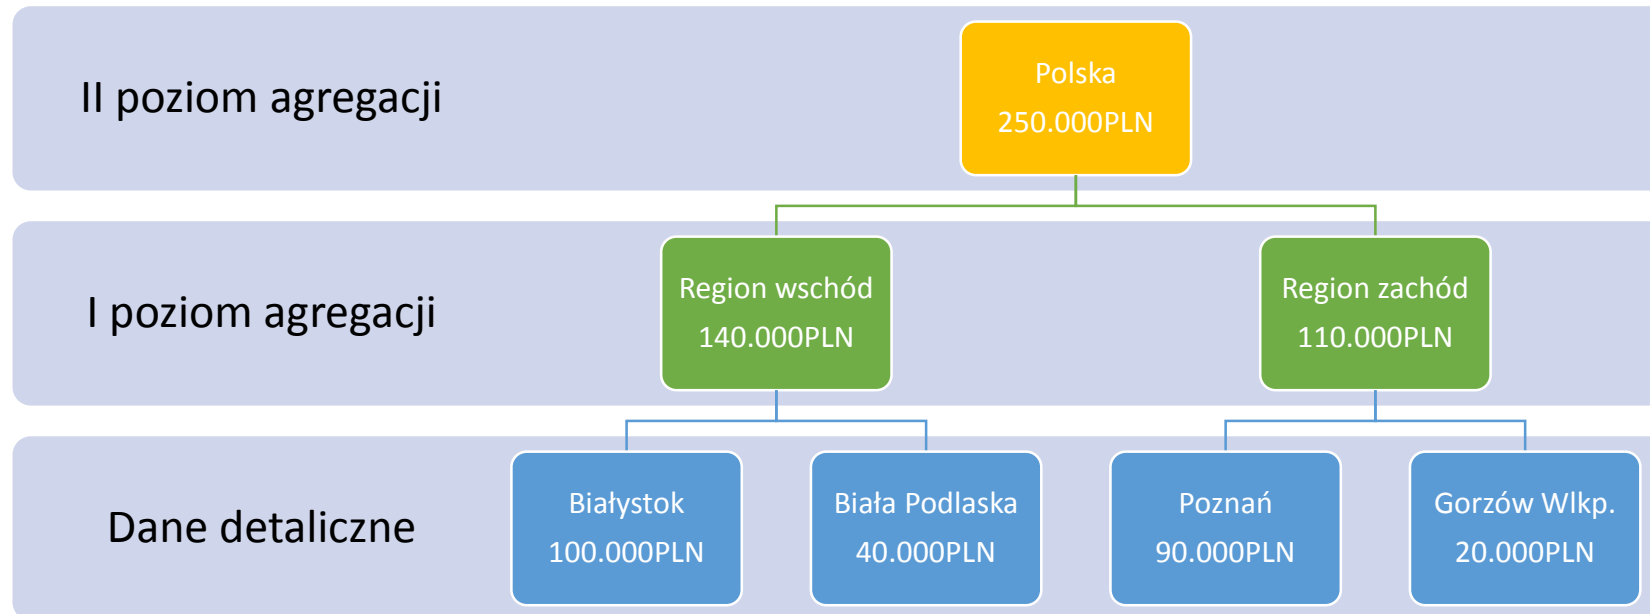 II poziom agregacji
Polska
250.000PLN
I poziom agregacji
Region wschód
140.000PLN
Region zachód
110.000PLN
Dane detaliczne
Białystok
100.000PLN
Biała Podlaska
40.000PLN
Poznań
90.000PLN
Gorzów Wlkp.
20.000PLN